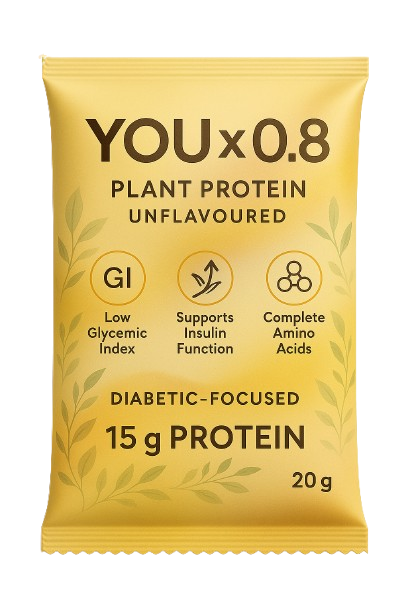 YOU x 0.8
PLANT PROTEIN
UNFLAVOURED
GI
Low
Glycemic
Index
Supports
Insulin
Function
Complete
Amino
Acids
DIABETIC-FOCUSED
15 g PROTEIN
20 g